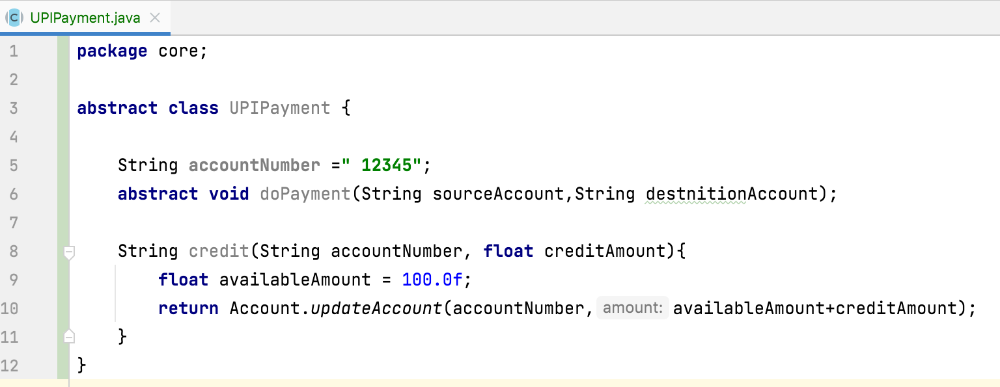 UPIPayment.java
1 package core;
2
3 abstract class UPIPayment {
4
5 String accountNumber =" 12345";
6 abstract void doPayment(String sourceAccount,String destnitionAccount);
7
8 String credit(String accountNumber, float creditAmount){
9 float availableAmount = 100.0f;
10 return Account.updateAccount(accountNumber, amount: availableAmount+creditAmount);
11 }
12 }